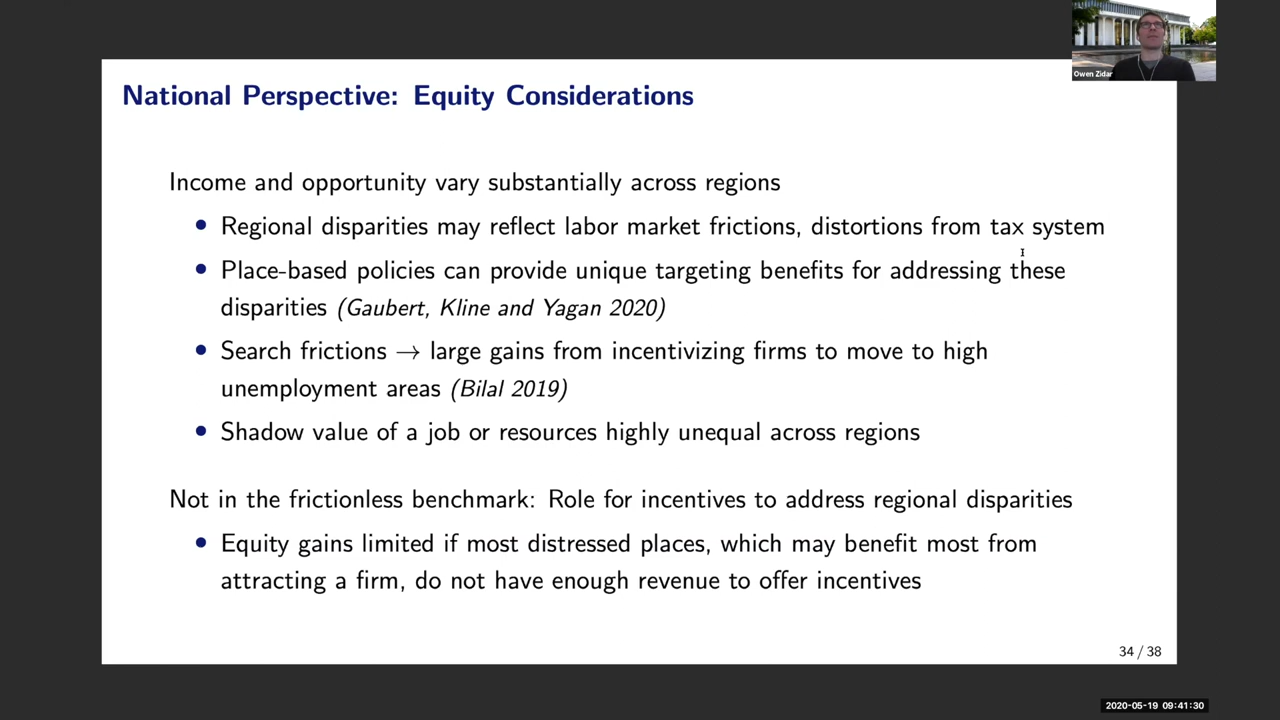 Owen Zidar
National Perspective: Equity Considerations
Income and opportunity vary substantially across regions
• Regional disparities may reflect labor market frictions, distortions from tax system
• Place-based policies can provide unique targeting benefits for addressing these
disparities (Gaubert, Kline and Yagan 2020)
• Search frictions → large gains from incentivizing firms to move to high
unemployment areas (Bilal 2019)
• Shadow value of a job or resources highly unequal across regions
Not in the frictionless benchmark: Role for incentives to address regional disparities
• Equity gains limited if most distressed places, which may benefit most from
attracting a firm, do not have enough revenue to offer incentives
34 / 38
2020-05-19 09:41:30